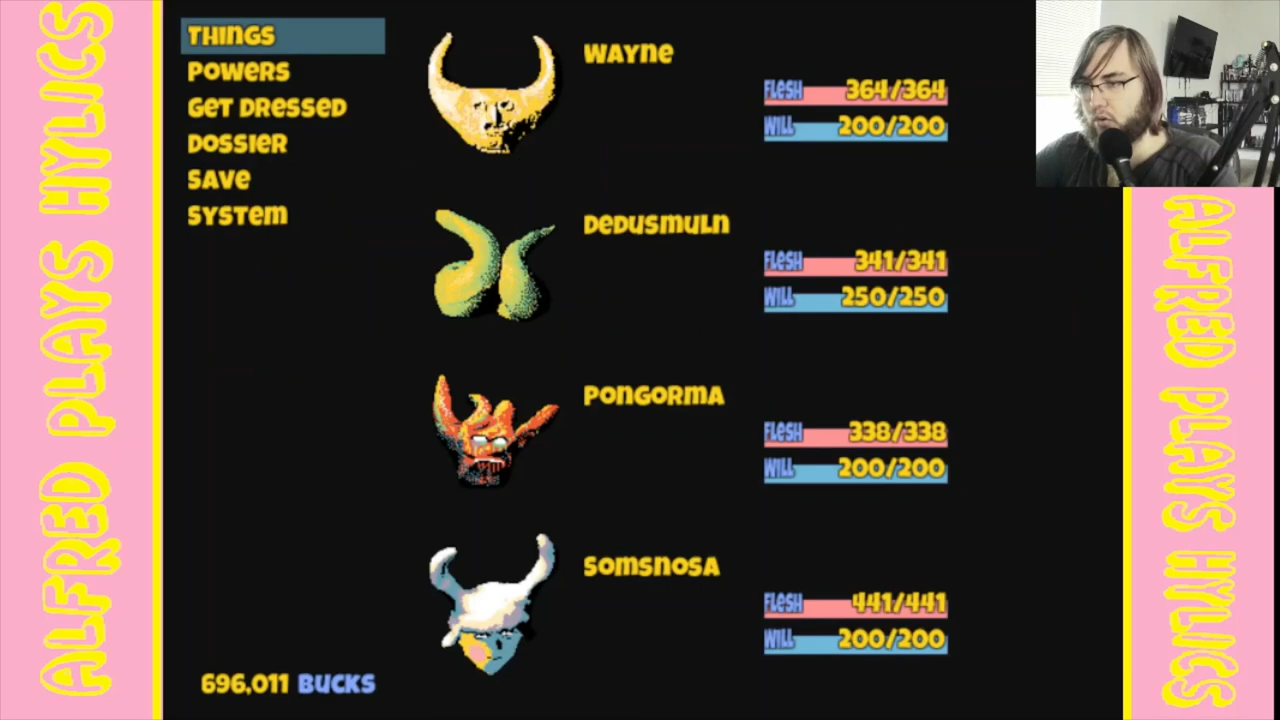 ALFRED PLAYS HYLICS
THINGS
POWERS
GET DRESSED
DOSSIER
SAVE
SYSTEM
696,011 BUCKS
WAYNE
FLESH 364/364
WILL 200/200
DEDUSMULN
FLESH 341/341
WILL 250/250
PONGORMA
FLESH 338/338
WILL 200/200
SOMSNOSA
FLESH 441/441
WILL 200/200
ALFRED PLAYS HYLICS